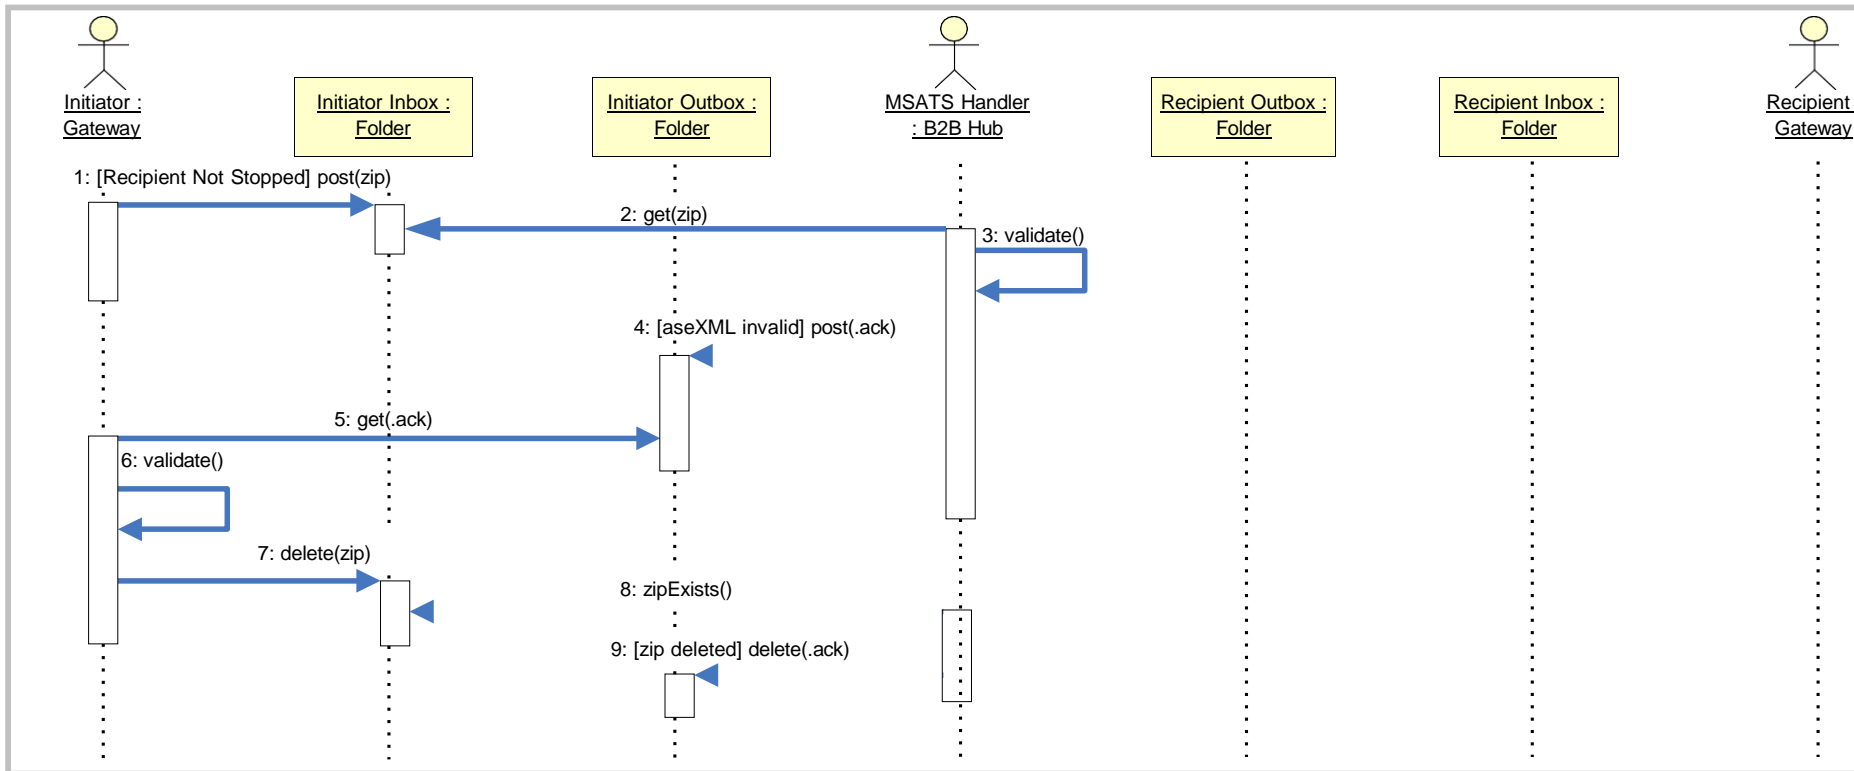 Initiator :
Gateway
Initiator Inbox :
Folder
Initiator Outbox :
Folder
MSATS Handler
: B2B Hub
Recipient Outbox :
Folder
Recipient Inbox :
Folder
Recipient
Gateway
1: [Recipient Not Stopped] post(zip)
2: get(zip)
3: validate()
4: [aseXML invalid] post(.ack)
5: get(.ack)
6: validate()
7: delete(zip)
8: zipExists()
9: [zip deleted] delete(.ack)